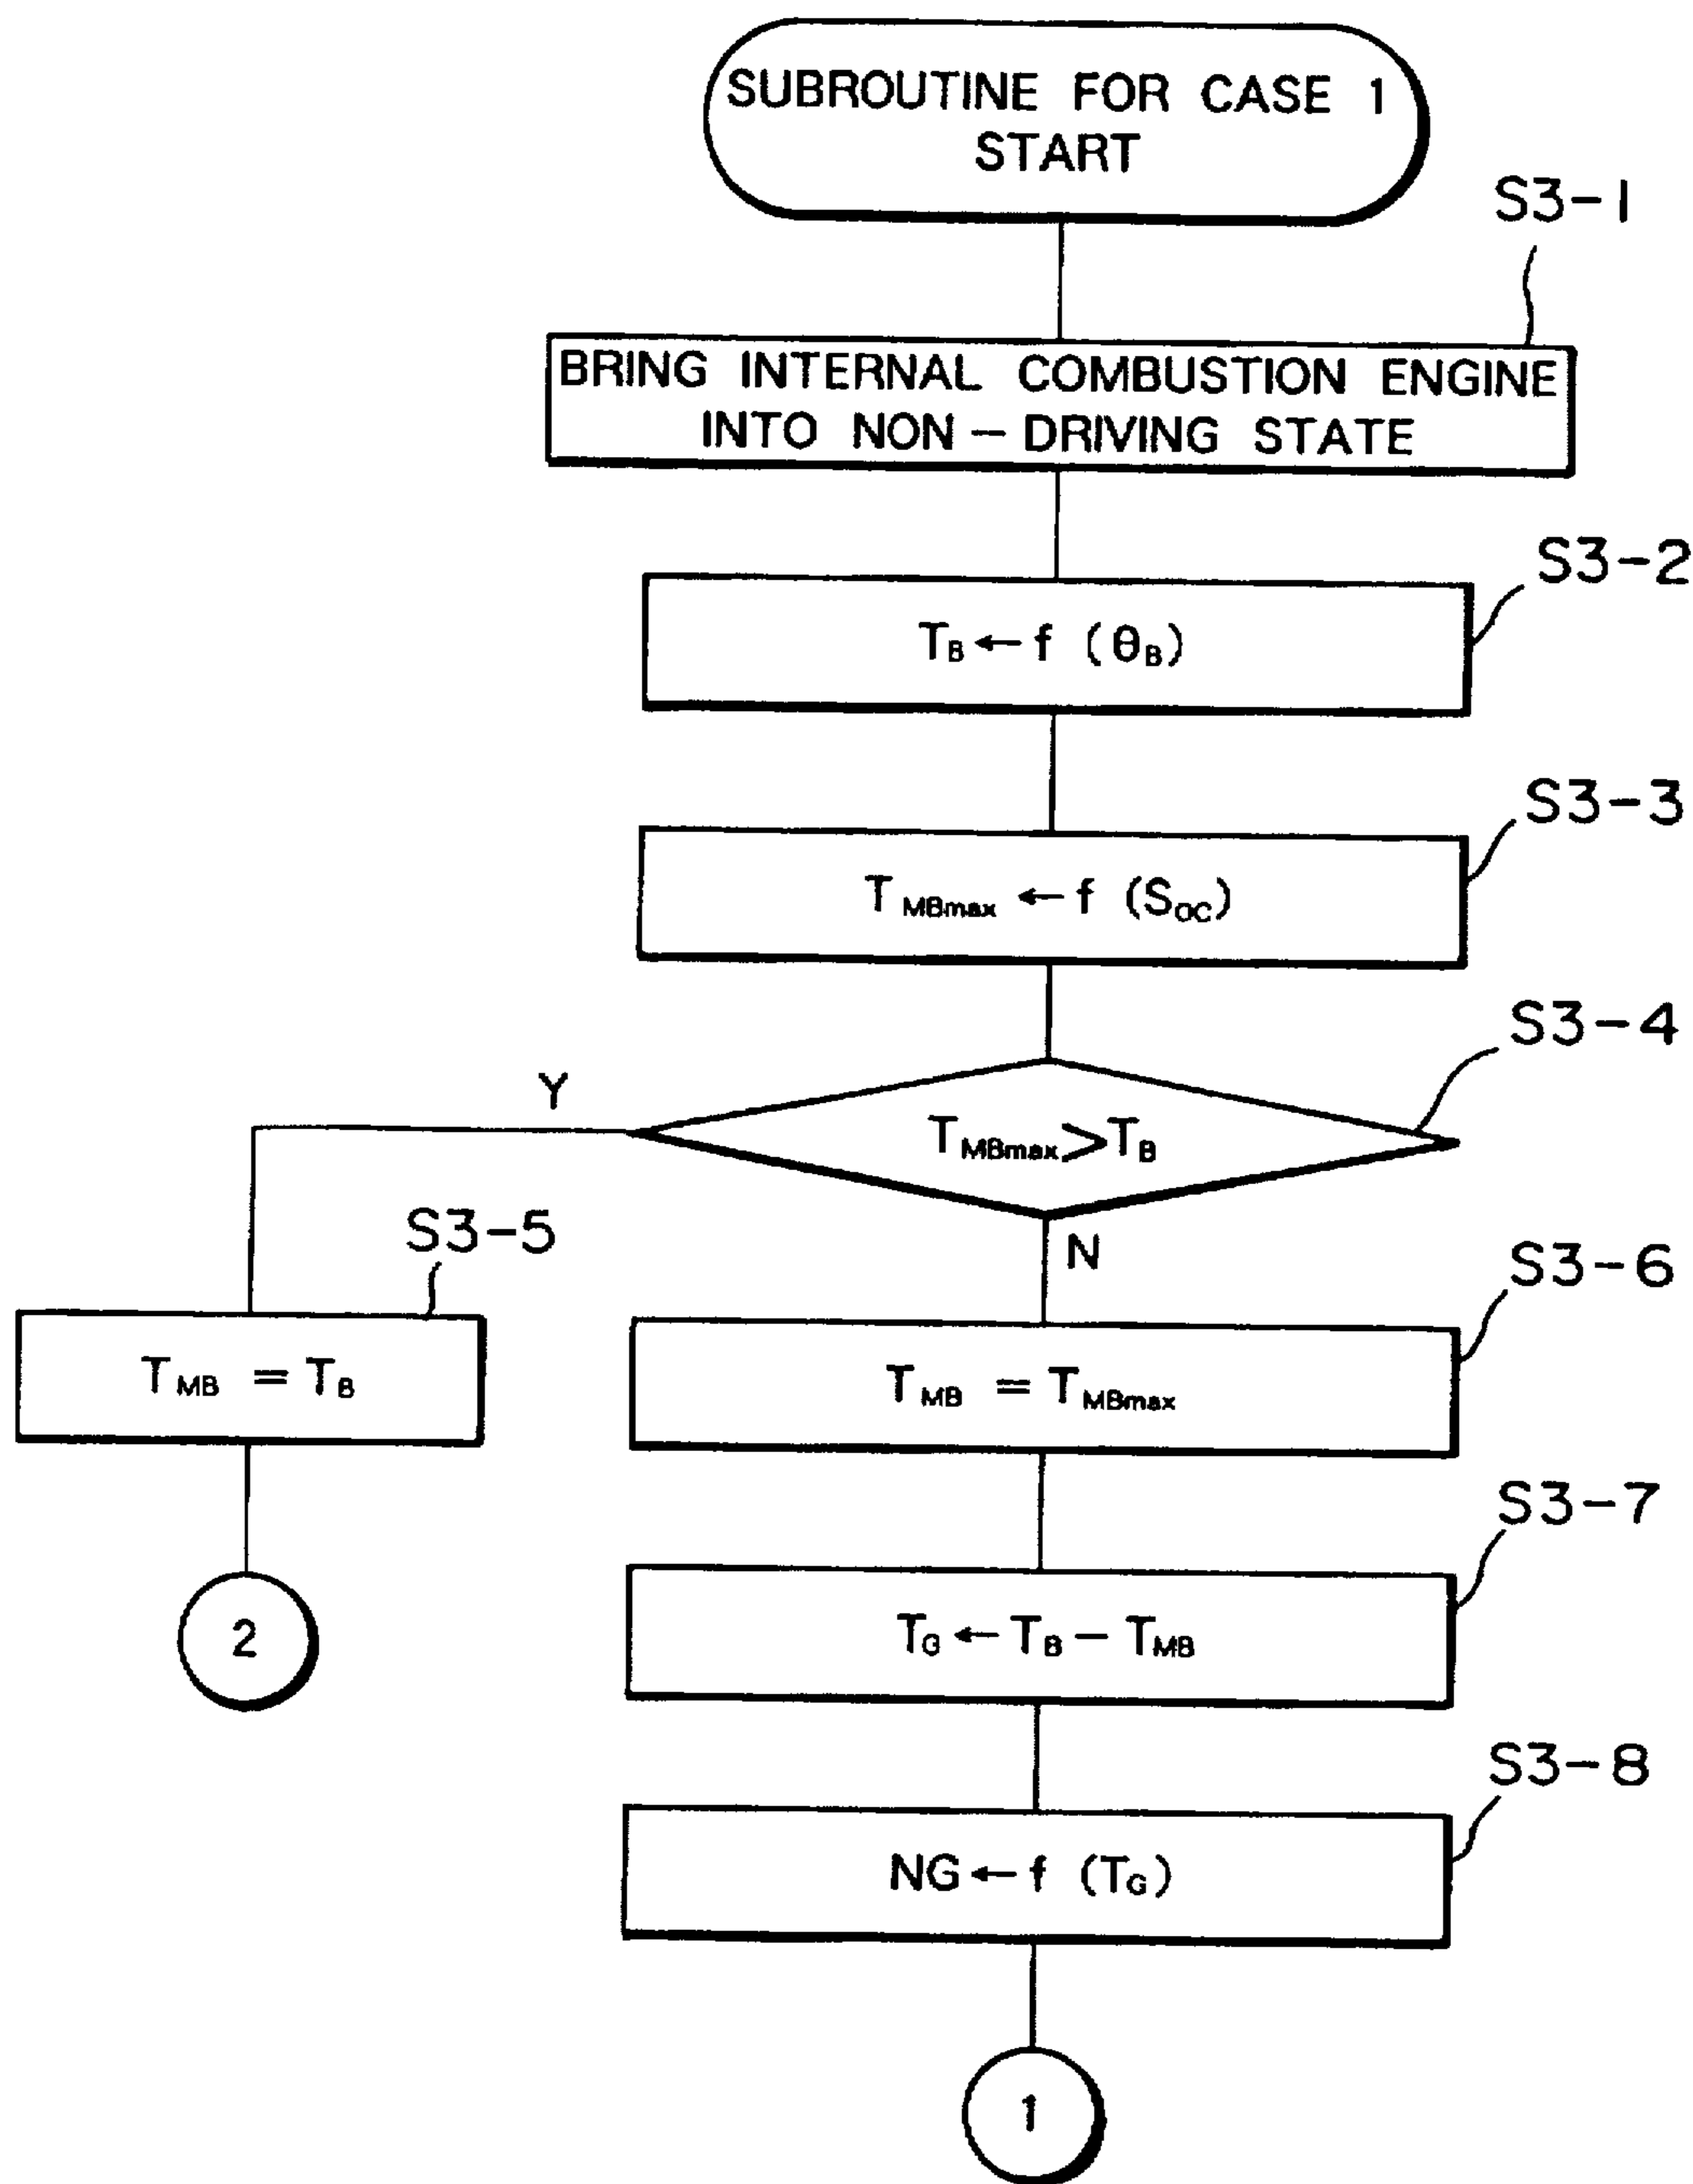 SUBROUTINE FOR CASE 1
START
S3-1
BRING INTERNAL COMBUSTION ENGINE
INTO NON-DRIVING STATE
S3-2
TB ← f (θB)
S3-3
TMBmax ← f (SOC)
S3-4
Y
TMBmax > TB
N
S3-5
TMB = TB
S3-6
TMB = TMBmax
S3-7
TG ← TB - TMB
2
S3-8
NG ← f (TG)
1